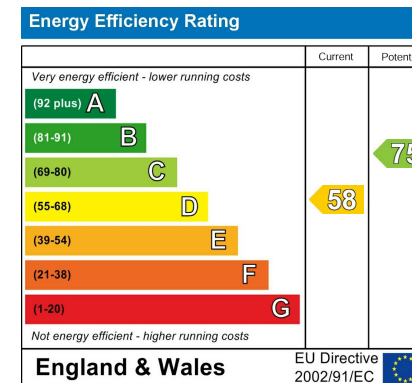 Energy Efficiency Rating
Current Potent
Very energy efficient - lower running costs
(92 plus) A
(81-91) B
(69-80) C
(55-68) D
(39-54) E
(21-38) F
(1-20) G
58
75
Not energy efficient - higher running costs
England & Wales
EU Directive
2002/91/EC